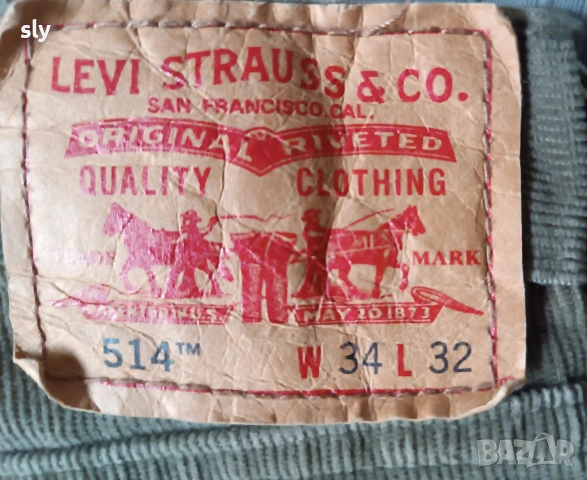 sly
LEVI STRAUSS & CO.
SAN FRANCISCO, CAL.
ORIGINAL RIVETED
QUALITY CLOTHING
TRADE MARK
MAY 20 1873
514™ W 34 L 32
BAZAR